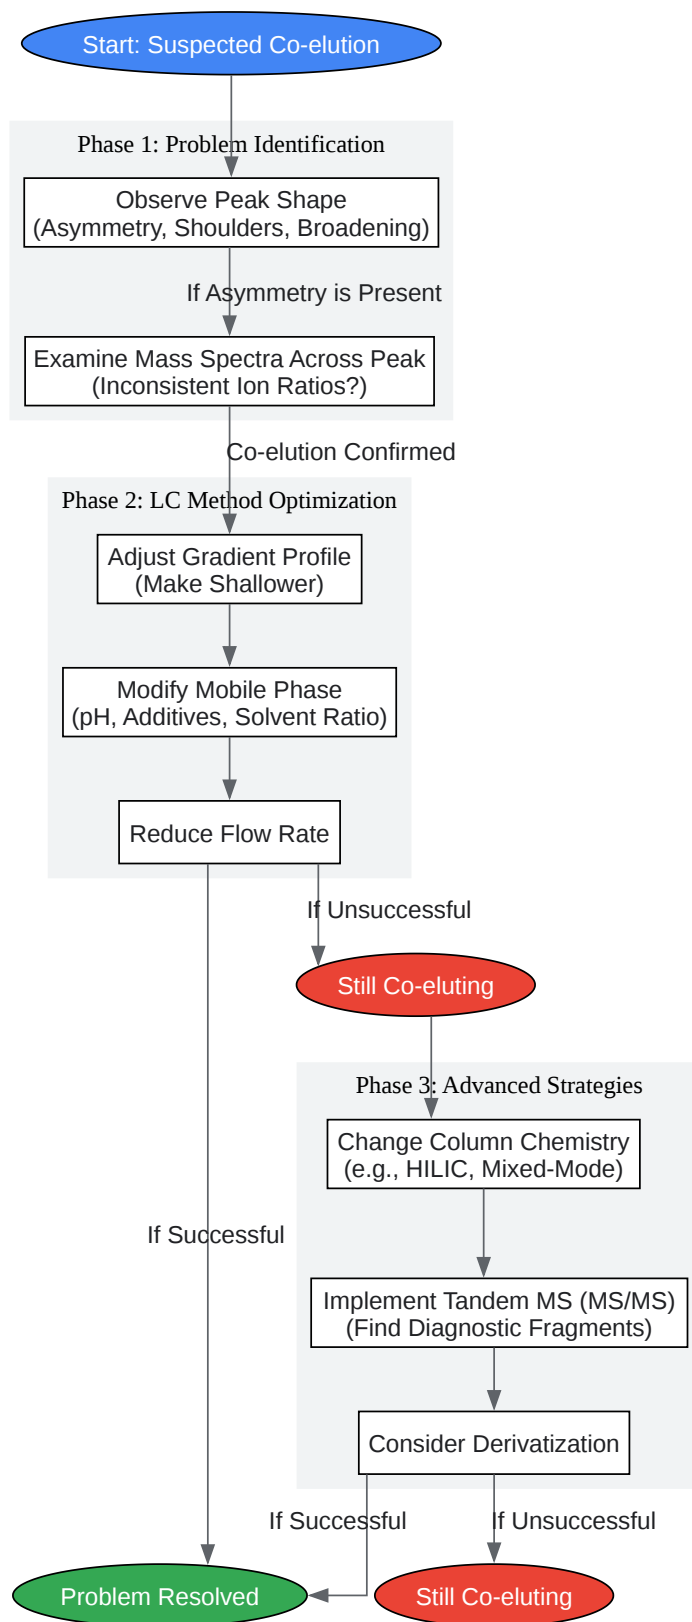 Start: Suspected Co-elution
Phase 1: Problem Identification
Observe Peak Shape
(Asymmetry, Shoulders, Broadening)
If Asymmetry is Present
Examine Mass Spectra Across Peak
(Inconsistent Ion Ratios?)
Co-elution Confirmed
Phase 2: LC Method Optimization
Adjust Gradient Profile
(Make Shallower)
Modify Mobile Phase
(pH, Additives, Solvent Ratio)
Reduce Flow Rate
If Unsuccessful
Still Co-eluting
Phase 3: Advanced Strategies
Change Column Chemistry
(e.g., HILIC, Mixed-Mode)
If Successful
Implement Tandem MS (MS/MS)
(Find Diagnostic Fragments)
Consider Derivatization
If Successful
If Unsuccessful
Problem Resolved
Still Co-eluting